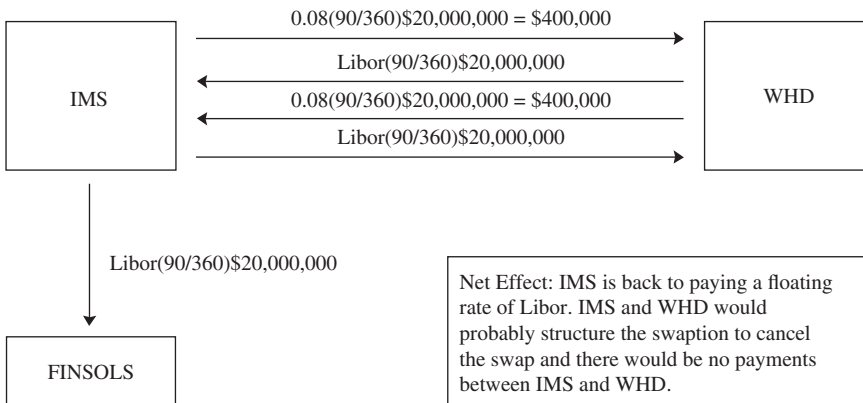 0.08(90/360)$20,000,000 = $400,000
Libor(90/360)$20,000,000
IMS
0.08(90/360)$20,000,000 = $400,000
WHD
Libor(90/360)$20,000,000
Libor(90/360)$20,000,000
Net Effect: IMS is back to paying a floating
rate of Libor. IMS and WHD would
probably structure the swaption to cancel
the swap and there would be no payments
between IMS and WHD.
FINSOLS